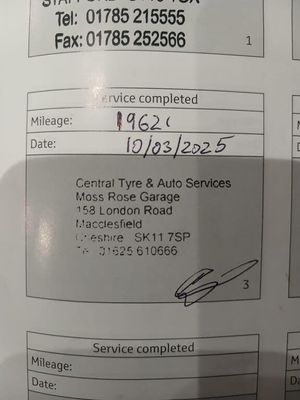 Tel: 01785 215555
Fax: 01785 252566
1
Service completed
Mileage:
Date: 10/03/2025
Central Tyre & Auto Services
Moss Rose Garage
158 London Road
Macclesfield
Cheshire SK11 7SP
Tel 01625 610666
3
Service completed
Mileage:
Date: